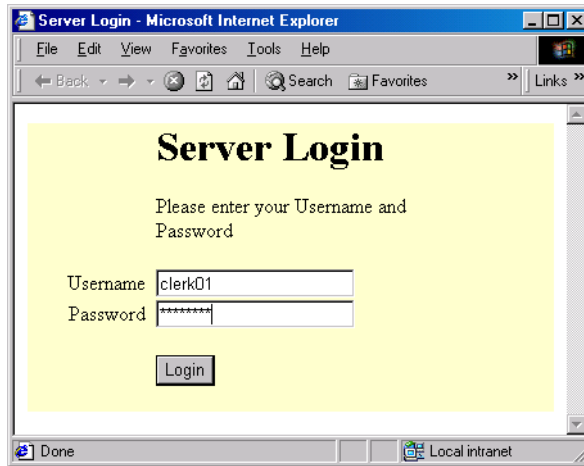 Server Login - Microsoft Internet Explorer
File Edit View Favorites Tools Help
Back Search Favorites » Links »
Server Login
Please enter your Username and
Password
Username clerk01
Password ********
Login
Done Local intranet